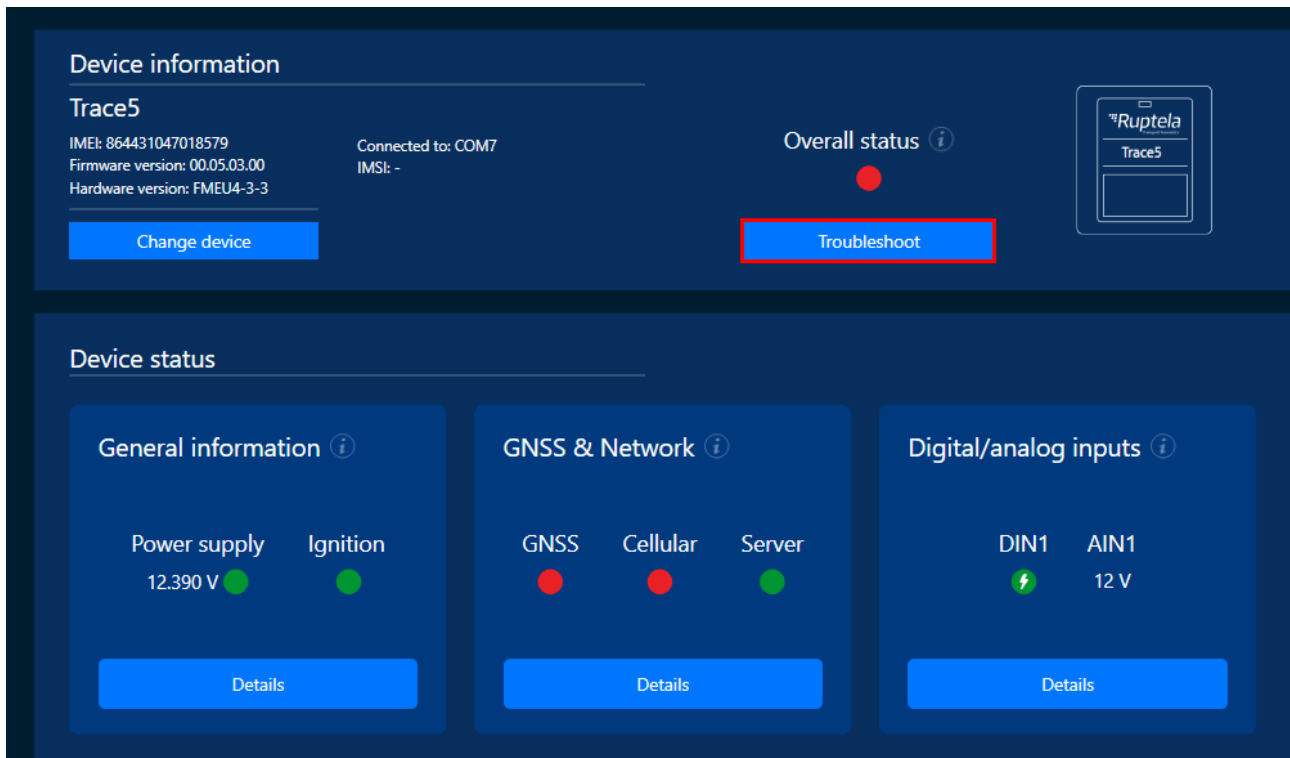 Device information
Trace5
IMEI: 864431047018579
Firmware version: 00.05.03.00
Hardware version: FMEU4-3-3
Connected to: COM7
IMSI: -
Change device
Overall status i
Troubleshoot
Ruptela
Trace5
Device status
General information i
Power supply Ignition
12.390 V
Details
GNSS & Network i
GNSS Cellular Server
Details
Digital/analog inputs i
DIN1 AIN1
12 V
Details